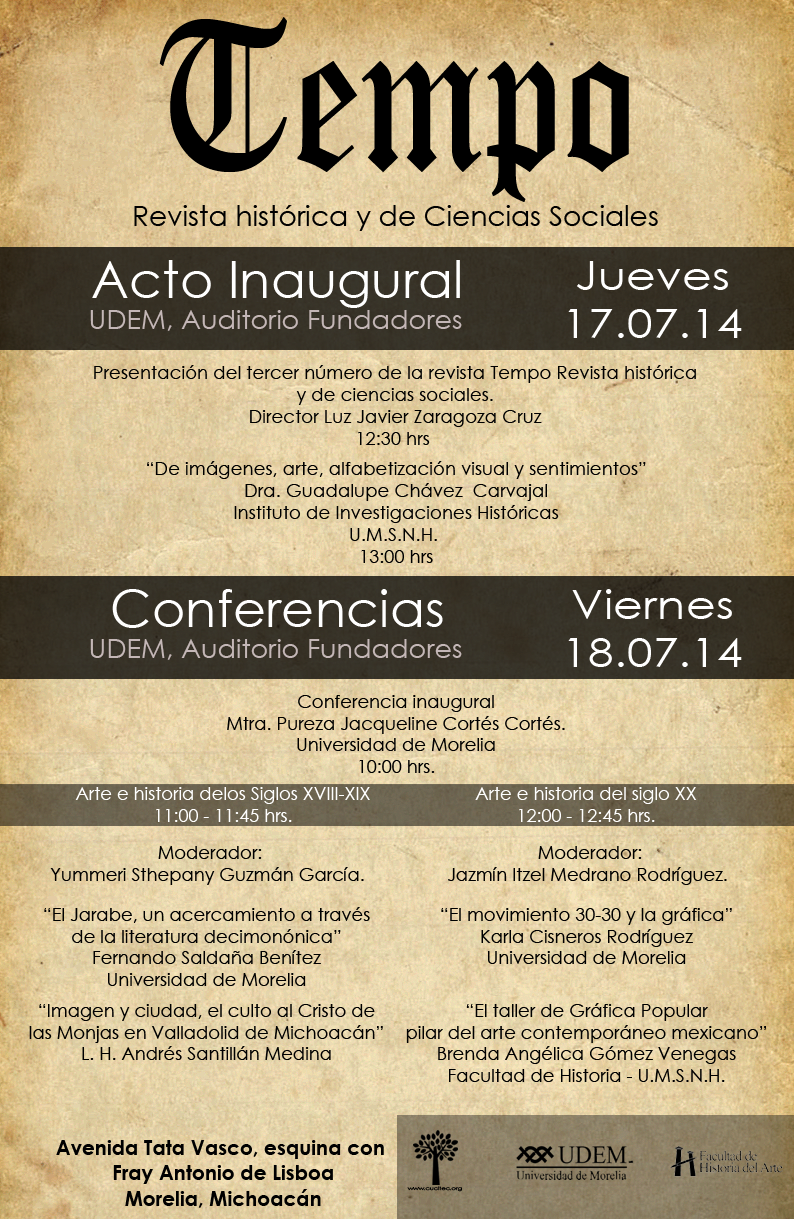 Tempo
Revista histórica y de Ciencias Sociales
Acto Inaugural
UDEM, Auditorio Fundadores
Jueves
17.07.14
Presentación del tercer número de la revista Tempo Revista histórica
y de ciencias sociales.
Director Luz Javier Zaragoza Cruz
12:30 hrs
“De imágenes, arte, alfabetización visual y sentimientos”
Dra. Guadalupe Chávez Carvajal
Instituto de Investigaciones Históricas
U.M.S.N.H.
13:00 hrs
Conferencias
UDEM, Auditorio Fundadores
Viernes
18.07.14
Conferencia inaugural
Mtra. Pureza Jacqueline Cortés Cortés.
Universidad de Morelia
10:00 hrs.
Arte e historia delos Siglos XVIII-XIX
11:00 - 11:45 hrs.
Moderador:
Yummeri Sthepany Guzmán García.
“El Jarabe, un acercamiento a través
de la literatura decimonónica”
Fernando Saldaña Benítez
Universidad de Morelia
“Imagen y ciudad, el culto al Cristo de
las Monjas en Valladolid de Michoacán”
L. H. Andrés Santillán Medina
Arte e historia del siglo XX
12:00 - 12:45 hrs.
Moderador:
Jazmín Itzel Medrano Rodríguez.
“El movimiento 30-30 y la gráfica”
Karla Cisneros Rodríguez
Universidad de Morelia
“El taller de Gráfica Popular
pilar del arte contemporáneo mexicano”
Brenda Angélica Gómez Venegas
Facultad de Historia - U.M.S.N.H.
Avenida Tata Vasco, esquina con
Fray Antonio de Lisboa
Morelia, Michoacán
UDEM
Universidad de Morelia
Facultad de
Historia del Arte